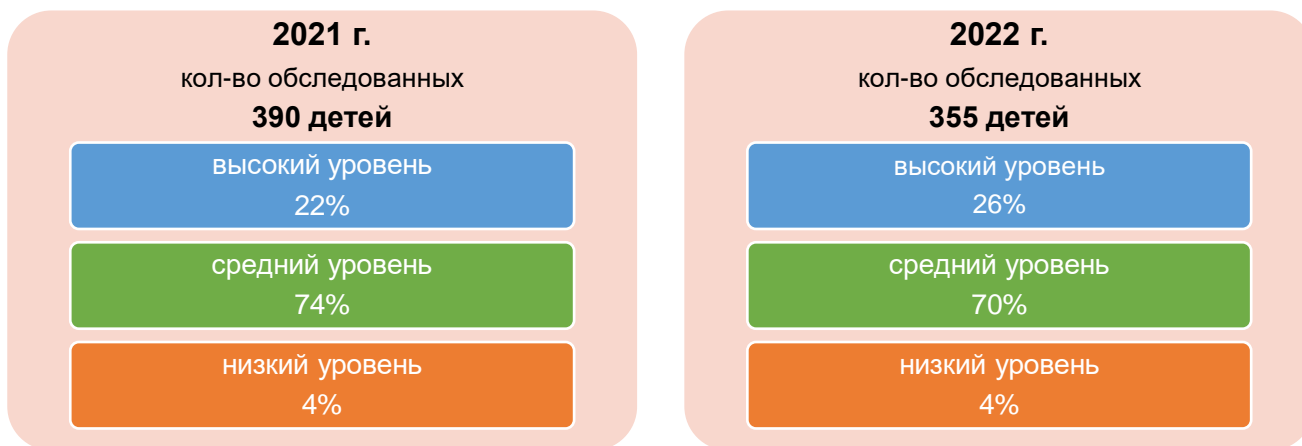 2021 г.
кол-во обследованных
390 детей
высокий уровень
22%
средний уровень
74%
низкий уровень
4%
2022 г.
кол-во обследованных
355 детей
высокий уровень
26%
средний уровень
70%
низкий уровень
4%